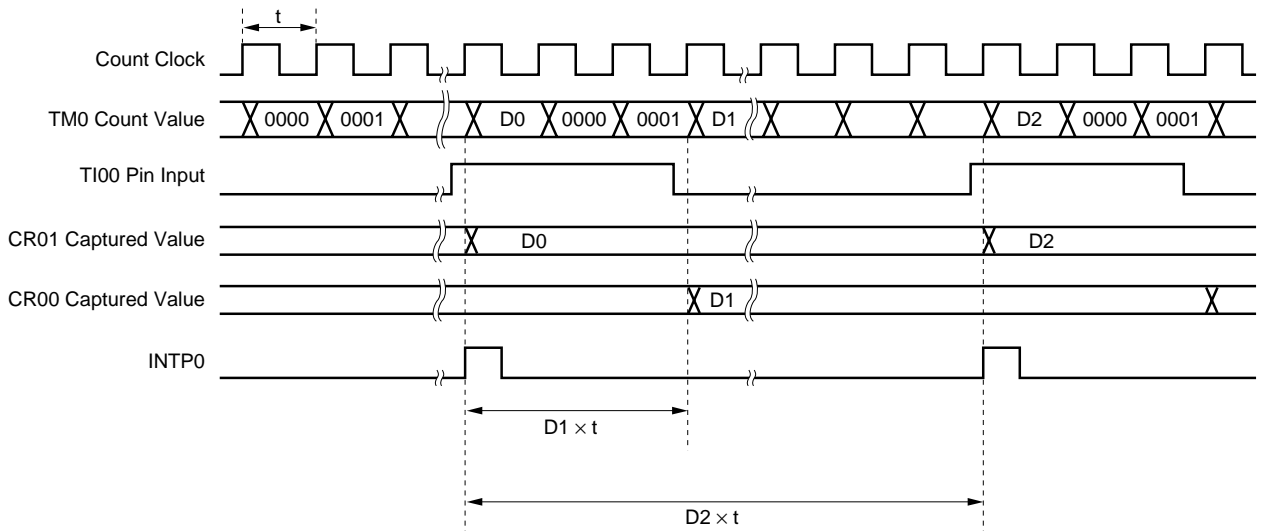 t
Count Clock
TM0 Count Value 0000 0001 D0 0000 0001 D1 D2 0000 0001
TI00 Pin Input
CR01 Captured Value D0 D2
CR00 Captured Value D1
INTP0
D1 × t
D2 × t